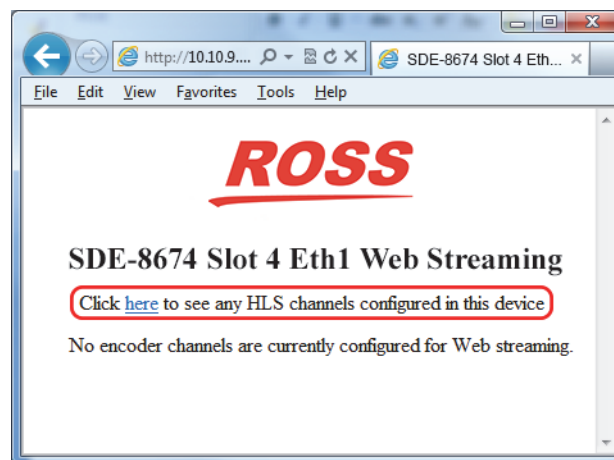 http://10.10.9....
SDE-8674 Slot 4 Eth...
File Edit View Favorites Tools Help
ROSS
SDE-8674 Slot 4 Eth1 Web Streaming
Click here to see any HLS channels configured in this device
No encoder channels are currently configured for Web streaming.